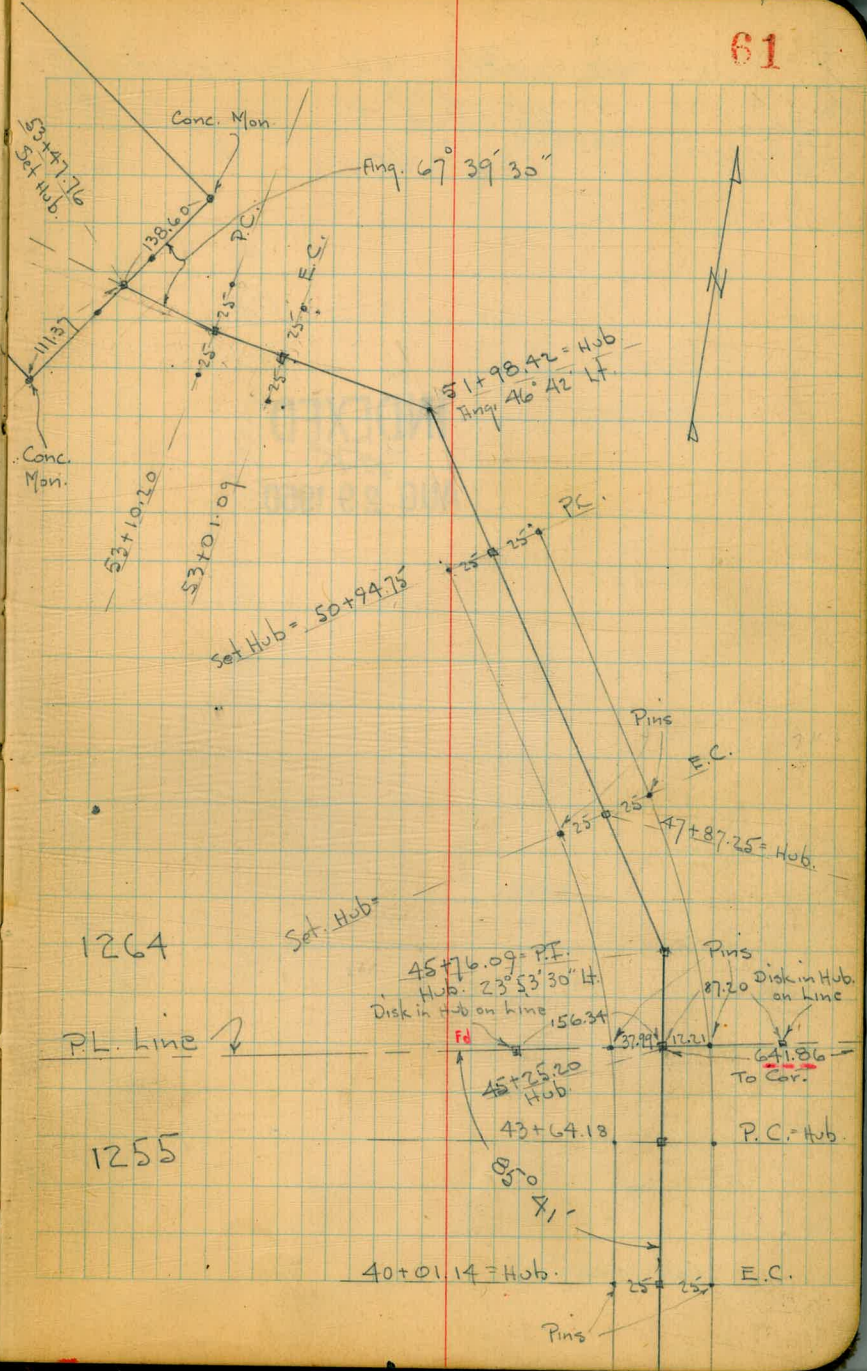 61
Conc. Mon.
53+47.76
Set Hub.
Ang. 67° 39' 30"
138.60
P.C.
E.C.
25
25
25
25
111.37
Conc.
Mon.
51+98.42 = Hub
Ang. 46° 42' Lt.
N
53+10.20
53+01.09
P.C.
25
25
Set Hub = 50+94.75
Pins
E.C.
25
25
47+87.25 = Hub.
Set. Hub =
1264
45+76.09 = P.I.
Hub. 23° 53' 30" Lt.
Disk in Hub on Line
Pins
87.20
Disk in Hub.
on Line
156.34
P.L. Line
Fd
37.99
12.21
641.86
To Cor.
45+25.20
Hub.
43+64.18
P.C. = Hub
1255
40+01.14 = Hub.
25
25
E.C.
Pins